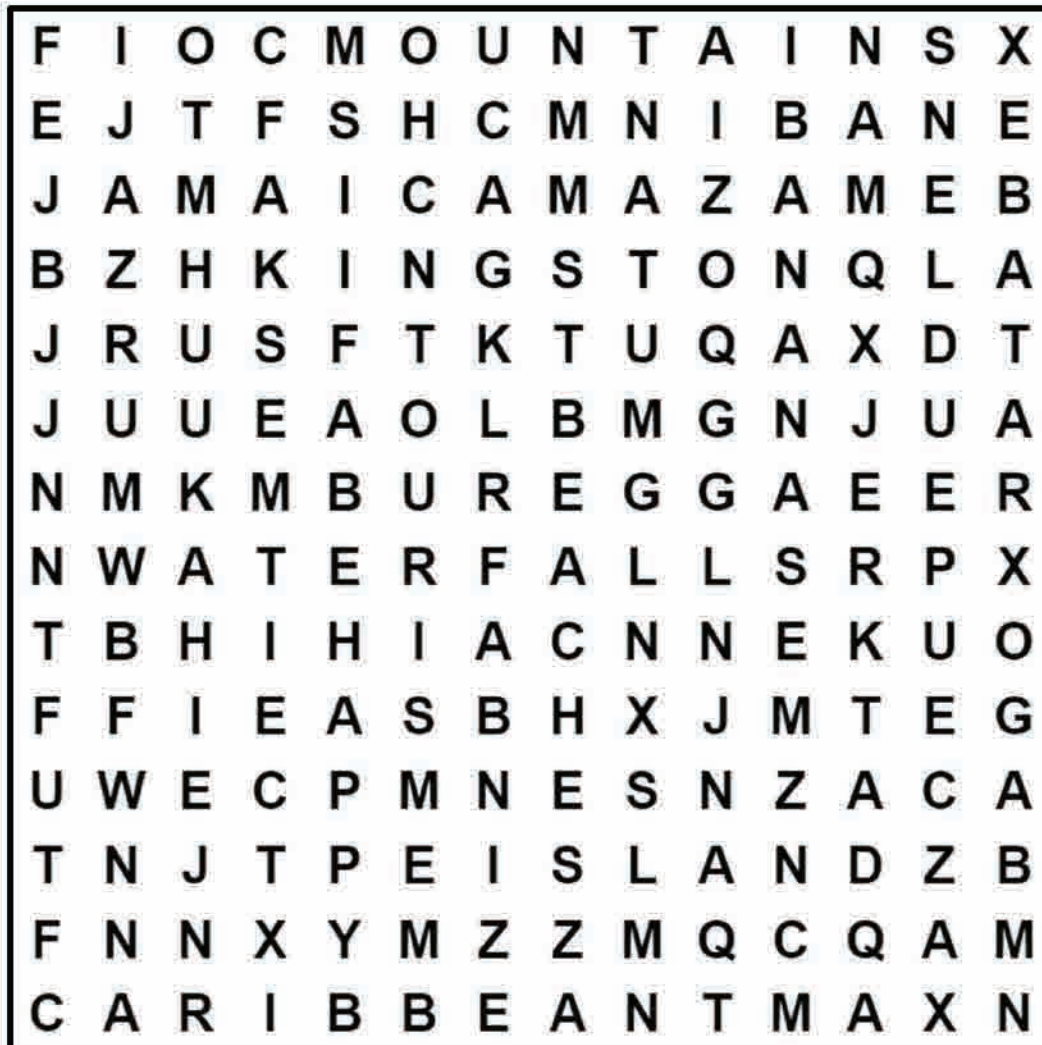 F I O C M O U N T A I N S X
E J T F S H C M N I B A N E
J A M A I C A M A Z A M E B
B Z H K I N G S T O N Q L A
J R U S F T K T U Q A X D T
J U U E A O L B M G N J U A
N M K M B U R E G G A E E R
N W A T E R F A L L S R P X
T B H I H I A C N N E K U O
F F I E A S B H X J M T E G
U W E C P M N E S N Z A C A
T N J T P E I S L A N D Z B
F N N X Y M Z Z M Q C Q A M
C A R I B B E A N T M A X N